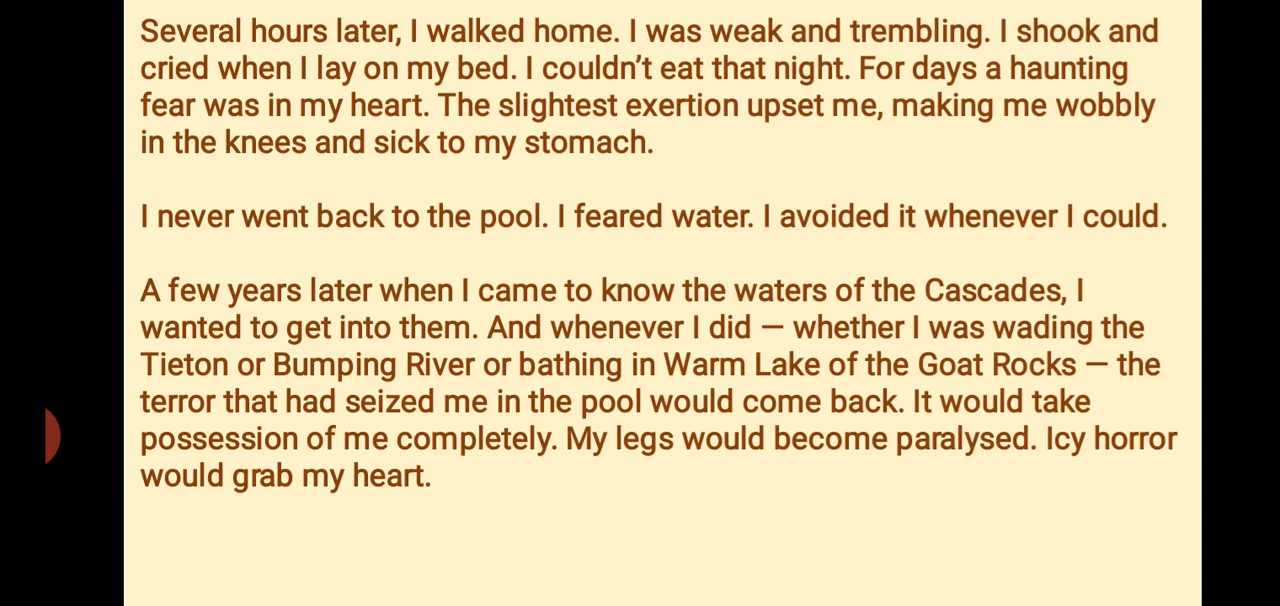 Several hours later, I walked home. I was weak and trembling. I shook and
cried when I lay on my bed. I couldn’t eat that night. For days a haunting
fear was in my heart. The slightest exertion upset me, making me wobbly
in the knees and sick to my stomach.
I never went back to the pool. I feared water. I avoided it whenever I could.
A few years later when I came to know the waters of the Cascades, I
wanted to get into them. And whenever I did — whether I was wading the
Tieton or Bumping River or bathing in Warm Lake of the Goat Rocks — the
terror that had seized me in the pool would come back. It would take
possession of me completely. My legs would become paralysed. Icy horror
would grab my heart.